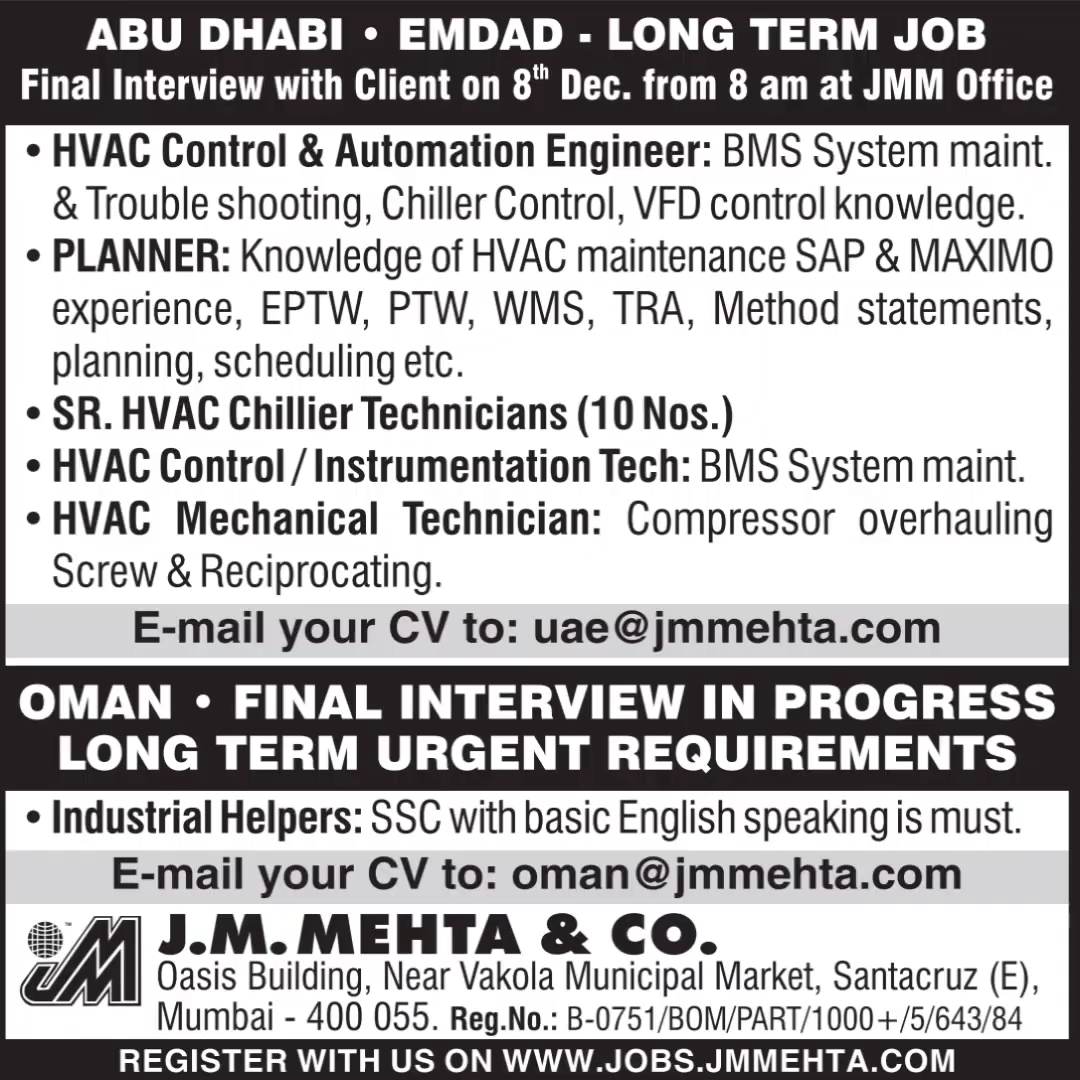 ABU DHABI • EMDAD - LONG TERM JOB
Final Interview with Client on 8th Dec. from 8 am at JMM Office
• HVAC Control & Automation Engineer: BMS System maint.
& Trouble shooting, Chiller Control, VFD control knowledge.
• PLANNER: Knowledge of HVAC maintenance SAP & MAXIMO
experience, EPTW, PTW, WMS, TRA, Method statements,
planning, scheduling etc.
• SR. HVAC Chillier Technicians (10 Nos.)
• HVAC Control / Instrumentation Tech: BMS System maint.
• HVAC Mechanical Technician: Compressor overhauling
Screw & Reciprocating.
E-mail your CV to: uae@jmmehta.com
OMAN • FINAL INTERVIEW IN PROGRESS
LONG TERM URGENT REQUIREMENTS
• Industrial Helpers: SSC with basic English speaking is must.
E-mail your CV to: oman@jmmehta.com
JM™
J.M. MEHTA & CO.
Oasis Building, Near Vakola Municipal Market, Santacruz (E),
Mumbai - 400 055. Reg.No.: B-0751/BOM/PART/1000+/5/643/84
REGISTER WITH US ON WWW.JOBS.JMMEHTA.COM